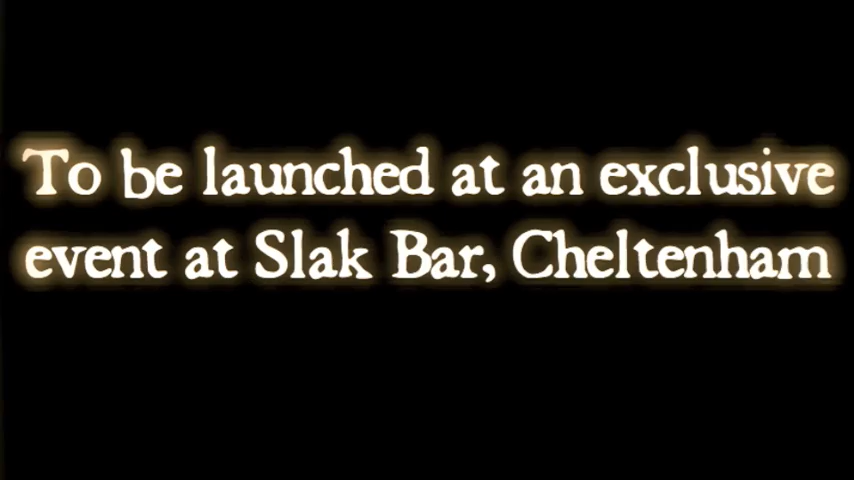 To be launched at an exclusive
event at Slak Bar, Cheltenham